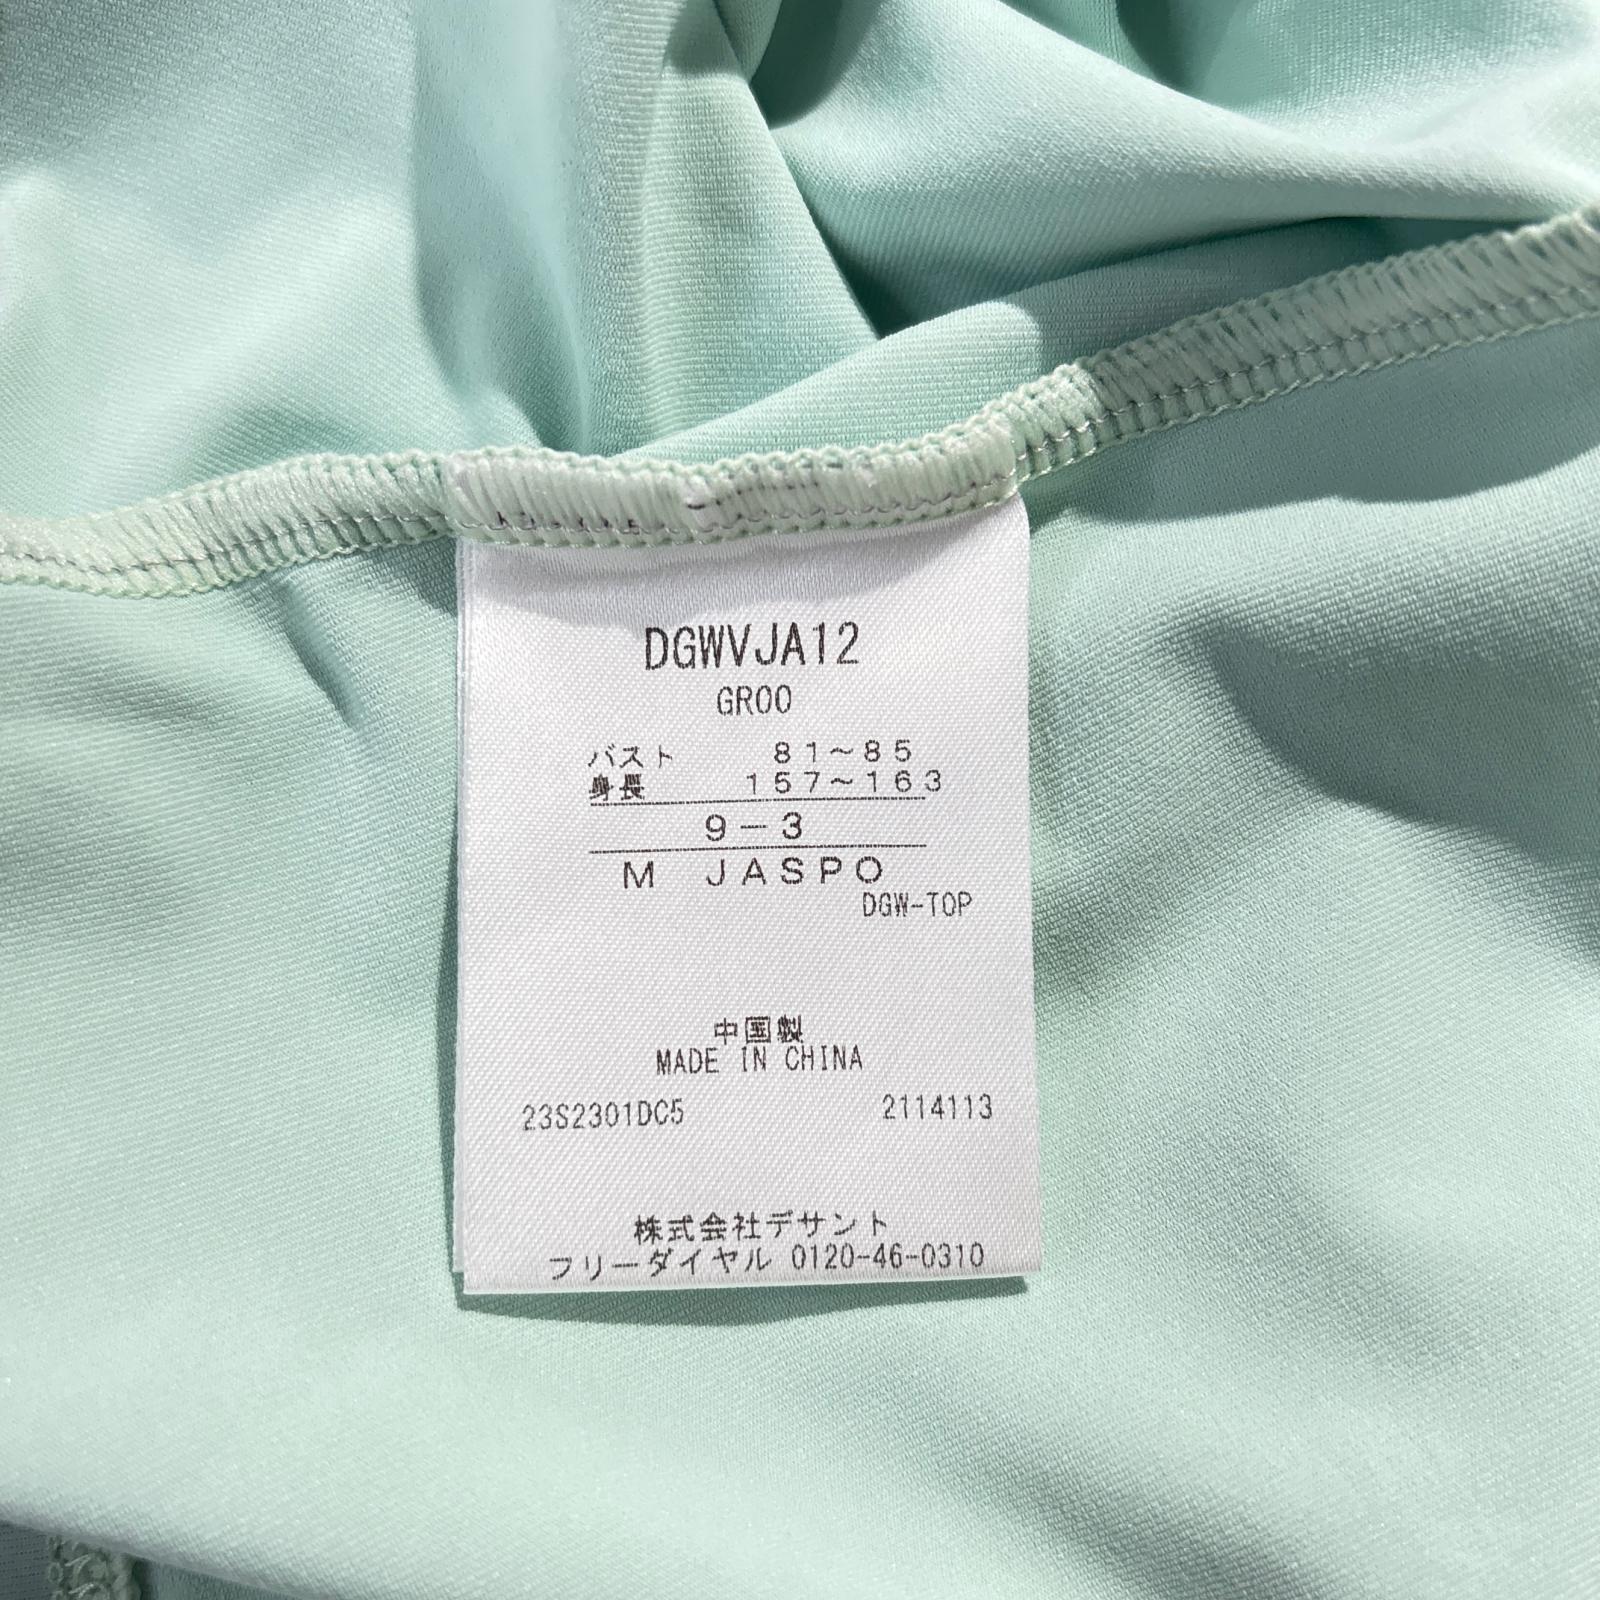 DGWVJA12
GR00
バスト 81～85
身長 157～163
9－3
M JASPO
DGW-TOP
中国製
MADE IN CHINA
23S2301DC5 2114113
株式会社デサント
フリーダイヤル 0120-46-0310